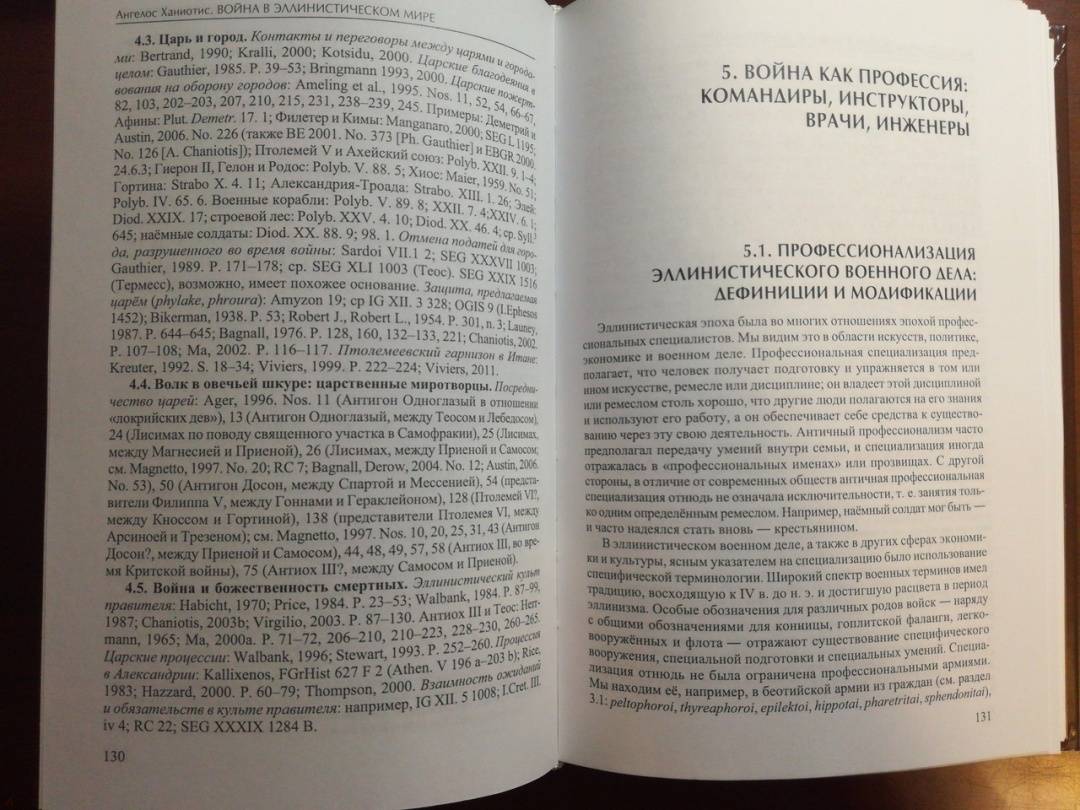 Ангелос Ханиотис. ВОЙНА В ЭЛЛИНИСТИЧЕСКОМ МИРЕ
4.3. Царь и город. Контакты и переговоры между царями и городами: Bertrand, 1990; Kralli, 2000; Kotsidu, 2000. Царские благодеяния в
целом: Gauthier, 1985. P. 39–53; Bringmann 1993, 2000. Царские пожерт-
вования на оборону городов: Ameling et al., 1995. Nos. 11, 52, 54, 66–67,
82, 103, 202–203, 207, 210, 215, 231, 238–239, 245. Примеры: Деметрий и
Афины: Plut. Demetr. 17. 1; Филетер и Кимы: Manganaro, 2000; SEG L 1195;
Austin, 2006. No. 226 (также BE 2001. No. 373 [Ph. Gauthier] и EBGR 2000.
No. 126 [A. Chaniotis]); Птолемей V и Ахейский союз: Polyb. XXII. 9. 1–4;
24.6.3; Гиерон II, Гелон и Родос: Polyb. V. 88. 5; Хиос: Maier, 1959. No. 51;
Гортина: Strabo X. 4. 11; Александрия-Троада: Strabo. XIII. 1. 26; Элей:
Polyb. IV. 65. 6. Военные корабли: Polyb. V. 89. 8; XXII. 7. 4;XXIV. 6. 1;
Diod. XXIX. 17; строевой лес: Polyb. XXV. 4. 10; Diod. XX. 46. 4; ср. Syll.³
645; наёмные солдаты: Diod. XX. 88. 9; 98. 1. Отмена податей для горо-
да, разрушенного во время войны: Sardoi VII.1 2; SEG XXXVII 1003;
Gauthier, 1989. P. 171–178; ср. SEG XLI 1003 (Теос). SEG XXIX 1516
(Термесс), возможно, имеет похожее основание. Защита, предлагаемая
царём (phylake, phroura): Amyzon 19; ср IG XII. 3 328; OGIS 9 (I.Ephesos
1452); Bikerman, 1938. P. 53; Robert J., Robert L., 1954. P. 301, n. 3; Launey,
1987. P. 644–645; Bagnall, 1976. P. 128, 160, 132–133, 221; Chaniotis, 2002.
P. 107–108; Ma, 2002. P. 116–117. Птолемеевский гарнизон в Итане:
Kreuter, 1992. S. 18–34; Viviers, 1999. P. 222–224; Viviers, 2011.
4.4. Волк в овечьей шкуре: царственные миротворцы. Посредни-
чество царей: Ager, 1996. Nos. 11 (Антигон Одноглазый в отношении
«локрийских дев»), 13 (Антигон Одноглазый, между Теосом и Лебедосом),
24 (Лисимах по поводу священного участка в Самофракии), 25 (Лисимах,
между Магнесией и Приеной), 26 (Лисимах, между Приеной и Самосом;
см. Magnetto, 1997. No. 20; RC 7; Bagnall, Derow, 2004. No. 12; Austin, 2006.
No. 53), 50 (Антигон Досон, между Спартой и Мессенией), 54 (предста-
вители Филиппа V, между Гоннами и Гераклейоном), 128 (Птолемей VI?,
между Кноссом и Гортиной), 138 (представители Птолемея VI, между
Арсиноей и Трезеном); см. Magnetto, 1997. Nos. 10, 20, 25, 31, 43 (Антигон
Досон?, между Приеной и Самосом), 44, 48, 49, 57, 58 (Антиох III, во вре-
мя Критской войны), 75 (Антиох III?, между Самосом и Приеной).
4.5. Война и божественность смертных. Эллинистический культ
правителя: Habicht, 1970; Price, 1984. P. 23–53; Walbank, 1984. P. 87–99,
1987; Chaniotis, 2003b; Virgilio, 2003. P. 87–130. Антиох III и Теос: Herr-
mann, 1965; Ma, 2000a. P. 71–72, 206–210, 210–223, 228–230, 260–265.
Царские процессии: Walbank, 1996; Stewart, 1993. P. 252–260. Процессия
в Александрии: Kallixenos, FGrHist 627 F 2 (Athen. V 196 a–203 b); Rice,
1983; Hazzard, 2000. P. 60–79; Thompson, 2000. Взаимность ожиданий
и обязательств в культе правителя: например, IG XII. 5 1008; I.Cret. III.
iv 4; RC 22; SEG XXXIX 1284 B.
130
5. ВОЙНА КАК ПРОФЕССИЯ:
КОМАНДИРЫ, ИНСТРУКТОРЫ,
ВРАЧИ, ИНЖЕНЕРЫ
5.1. ПРОФЕССИОНАЛИЗАЦИЯ
ЭЛЛИНИСТИЧЕСКОГО ВОЕННОГО ДЕЛА:
ДЕФИНИЦИИ И МОДИФИКАЦИИ
Эллинистическая эпоха была во многих отношениях эпохой профес-
сиональных специалистов. Мы видим это в области искусств, политике,
экономике и военном деле. Профессиональная специализация пред-
полагает, что человек получает подготовку и упражняется в том или
ином искусстве, ремесле или дисциплине; он владеет этой дисциплиной
или ремеслом столь хорошо, что другие люди полагаются на его знания
и используют его работу, а он обеспечивает себе средства к существо-
ванию через эту свою деятельность. Античный профессионализм часто
предполагал передачу умений внутри семьи, и специализация иногда
отражалась в «профессиональных именах» или прозвищах. С другой
стороны, в отличие от современных обществ античная профессиональная
специализация отнюдь не означала исключительности, т. е. занятия толь-
ко одним определённым ремеслом. Например, наёмный солдат мог быть —
и часто надеялся стать вновь — крестьянином.
В эллинистическом военном деле, а также в других сферах экономи-
ки и культуры, ясным указателем на специализацию было использование
специфической терминологии. Широкий спектр военных терминов имел
традицию, восходящую к IV в. до н. э. и достигшую расцвета в период
эллинизма. Особые обозначения для различных родов войск — наряду
с общими обозначениями для конницы, гоплитской фаланги, легко-
вооружённых и флота — отражают существование специфического
вооружения, специальной подготовки и специальных умений. Специа-
лизация отнюдь не была ограничена профессиональными армиями.
Мы находим её, например, в беотийской армии из граждан (см. раздел
3.1: peltophoroi, thyreaphoroi, epilektoi, hippotai, pharetritai, sphendonitai),
131